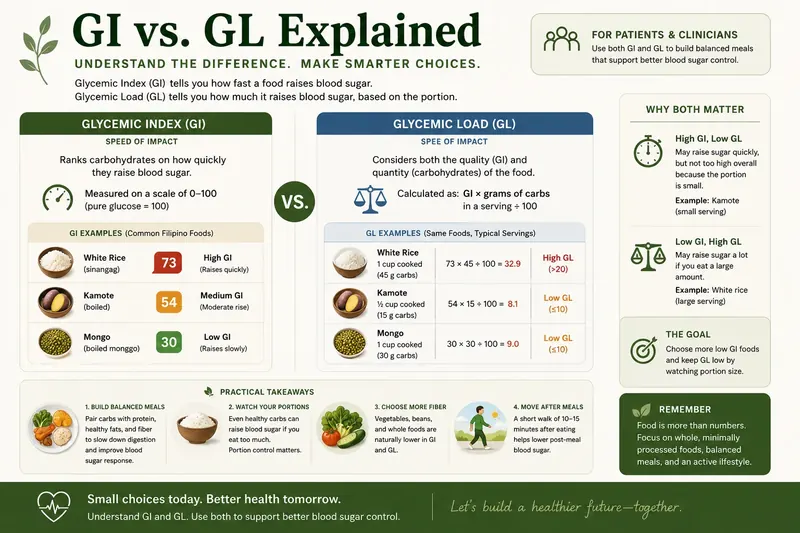 GI vs. GL Explained
UNDERSTAND THE DIFFERENCE. MAKE SMARTER CHOICES.
Glycemic Index (GI) tells you how fast a food raises blood sugar.
Glycemic Load (GL) tells you how much it raises blood sugar, based on the portion.
FOR PATIENTS & CLINICIANS
Use both GI and GL to build balanced meals
that support better blood sugar control.
GLYCEMIC INDEX (GI)
SPEED OF IMPACT
Ranks carbohydrates on how quickly
they raise blood sugar.
Measured on a scale of 0–100
(pure glucose = 100)
GI EXAMPLES (Common Filipino Foods)
White Rice
(sinangag)
73
High GI
(Raises quickly)
Kamote
(boiled)
54
Medium GI
(Moderate rise)
Mongo
(boiled monggo)
30
Low GI
(Raises slowly)
VS.
GLYCEMIC LOAD (GL)
SPEE OF IMPACT
Considers both the quality (GI) and
quantity (carbohydrates) of the food.
Calculated as: GI × grams of carbs
in a serving ÷ 100
GL EXAMPLES (Same Foods, Typical Servings)
White Rice
1 cup cooked
(45 g carbs)
73 × 45 ÷ 100 = 32.9
High GL
(>20)
Kamote
½ cup cooked
(15 g carbs)
54 × 15 ÷ 100 = 8.1
Low GL
(≤10)
Mongo
1 cup cooked
(30 g carbs)
30 × 30 ÷ 100 = 9.0
Low GL
(≤10)
WHY BOTH MATTER
High GI, Low GL
May raise sugar quickly,
but not too high overall
because the portion
is small.
Example: Kamote
(small serving)
Low GI, High GL
May raise sugar a lot
if you eat a large
amount.
Example: White rice
(large serving)
THE GOAL
Choose more low GI foods
and keep GL low by
watching portion size.
REMEMBER
Food is more than numbers.
Focus on whole, minimally
processed foods, balanced
meals, and an active lifestyle.
PRACTICAL TAKEAWAYS
1. BUILD BALANCED MEALS
Pair carbs with protein,
healthy fats, and fiber
to slow down digestion
and improve blood
sugar response.
2. WATCH YOUR PORTIONS
Even healthy carbs can
raise blood sugar if you
eat too much.
Portion control matters.
3. CHOOSE MORE FIBER
Vegetables, beans,
and whole foods are
naturally lower in GI
and GL.
4. MOVE AFTER MEALS
A short walk of 10–15
minutes after eating
helps lower post-meal
blood sugar.
Small choices today. Better health tomorrow.
Understand GI and GL. Use both to support better blood sugar control.
Let's build a healthier future—together.